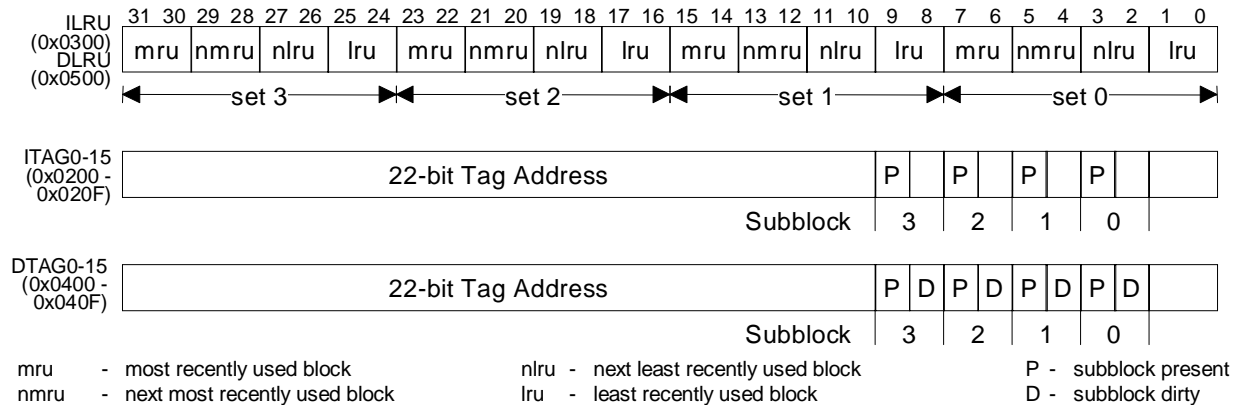 ILRU (0x0300) DLRU (0x0500)
31 30 29 28 27 26 25 24 23 22 21 20 19 18 17 16 15 14 13 12 11 10 9 8 7 6 5 4 3 2 1 0
mru nmru nlru lru mru nmru nlru lru mru nmru nlru lru mru nmru nlru lru
set 3 set 2 set 1 set 0
ITAG0-15 (0x0200 - 0x020F)
22-bit Tag Address P P P P
Subblock 3 2 1 0
DTAG0-15 (0x0400 - 0x040F)
22-bit Tag Address P D P D P D P D
Subblock 3 2 1 0
mru - most recently used block nlru - next least recently used block P - subblock present
nmru - next most recently used block lru - least recently used block D - subblock dirty